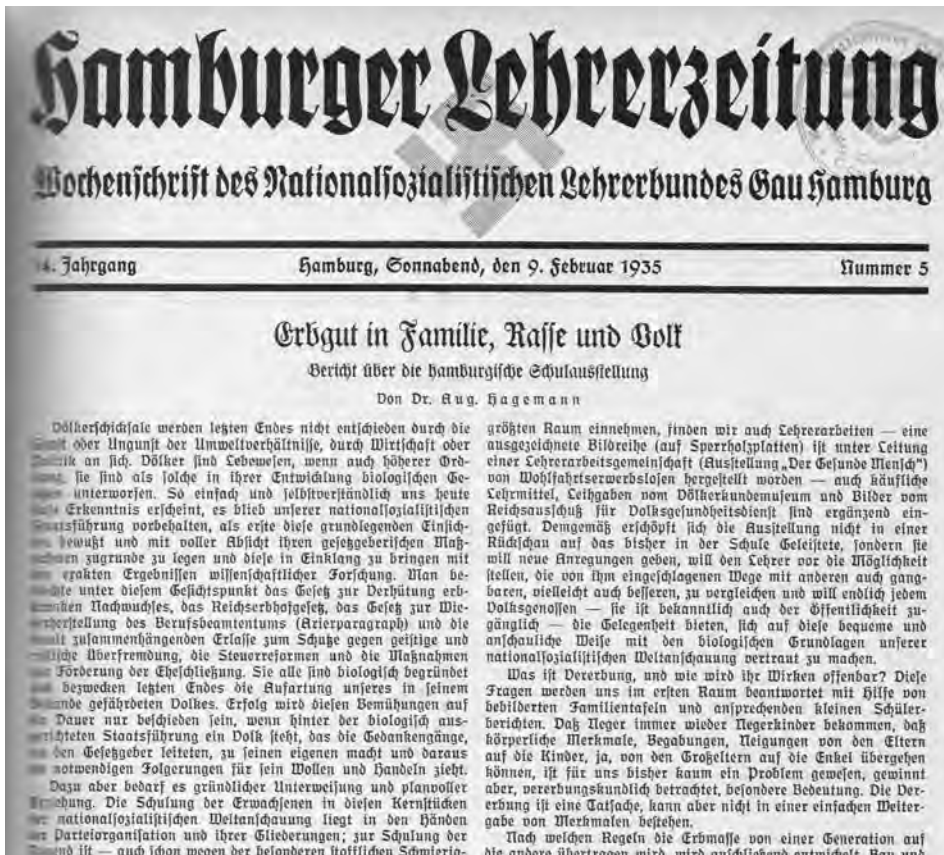 Hamburger Lehrerzeitung
Wochenschrift des Nationalsozialistischen Lehrerbundes Gau Hamburg
Jahrgang Hamburg, Sonnabend, den 9. Februar 1935 Nummer 5
Erbgut in Familie, Rasse und Volk
Bericht über die hamburgische Schulausstellung
Von Dr. Aug. Hagemann
Völkerschicksale werden letzten Endes nicht entschieden durch die
oder Ungunst der Umweltverhältnisse, durch Wirtschaft oder
an sich. Völker sind Lebewesen, wenn auch höherer Ord-
sie sind als solche in ihrer Entwicklung biologischen Ge-
unterworfen. So einfach und selbstverständlich uns heute
Erkenntnis erscheint, es blieb unserer nationalsozialistischen
Staatsführung vorbehalten, als erste diese grundlegenden Einsich-
bewußt und mit voller Absicht ihren gesetzgeberischen Maß-
zugrunde zu legen und diese in Einklang zu bringen mit
exakten Ergebnissen wissenschaftlicher Forschung. Man be-
unter diesem Gesichtspunkt das Gesetz zur Verhütung erb-
kranken Nachwuchses, das Reichserbhofgesetz, das Gesetz zur Wie-
derherstellung des Berufsbeamtentums (Arierparagraph) und die
zusammenhängenden Erlasse zum Schutze gegen geistige und
Überfremdung, die Steuerreformen und die Maßnahmen
Förderung der Eheschließung. Sie alle sind biologisch begründet
bezwecken letzten Endes die Aufartung unseres in seinem
gefährdeten Volkes. Erfolg wird diesen Bemühungen auf
Dauer nur beschieden sein, wenn hinter der biologisch aus-
gerichteten Staatsführung ein Volk steht, das die Gedankengänge,
den Gesetzgeber leiteten, zu seinen eigenen macht und daraus
notwendigen Folgerungen für sein Wollen und Handeln zieht.
Dazu aber bedarf es gründlicher Unterweisung und planvoller
Erziehung. Die Schulung der Erwachsenen in diesen Kernstücken
nationalsozialistischen Weltanschauung liegt in den Händen
Parteiorganisation und ihrer Gliederungen; zur Schulung der
Jugend ist — auch schon wegen der besonderen stofflichen Schwierig-
größten Raum einnehmen, finden wir auch Lehrerarbeiten — eine
ausgezeichnete Bildreihe (auf Sperrholzplatten) ist unter Leitung
einer Lehrerarbeitsgemeinschaft (Ausstellung „Der Gesunde Mensch")
von Wohlfahrtserwerbslosen hergestellt worden — auch käufliche
Lehrmittel, Leihgaben vom Völkerkundemuseum und Bilder vom
Reichsausschuß für Volksgesundheitsdienst sind ergänzend ein-
gefügt. Demgemäß erschöpft sich die Ausstellung nicht in einer
Rückschau auf das bisher in der Schule Geleistete, sondern sie
will neue Anregungen geben, will den Lehrer vor die Möglichkeit
stellen, die von ihm eingeschlagenen Wege mit anderen auch gang-
baren, vielleicht auch besseren, zu vergleichen und will endlich jedem
Volksgenossen — sie ist bekanntlich auch der Öffentlichkeit zu-
gänglich — die Gelegenheit bieten, sich auf diese bequeme und
anschauliche Weise mit den biologischen Grundlagen unserer
nationalsozialistischen Weltanschauung vertraut zu machen.
Was ist Vererbung, und wie wird ihr Wirken offenbar? Diese
Fragen werden uns im ersten Raum beantwortet mit Hilfe von
bebilderten Familientafeln und ansprechenden kleinen Schüler-
berichten. Daß Neger immer wieder Negerkinder bekommen, daß
körperliche Merkmale, Begabungen, Neigungen von den Eltern
auf die Kinder, ja, von den Großeltern auf die Enkel übergehen
können, ist für uns bisher kaum ein Problem gewesen, gewinnt
aber, vererbungskundlich betrachtet, besondere Bedeutung. Die Ver-
erbung ist eine Tatsache, kann aber nicht in einer einfachen Weiter-
gabe von Merkmalen bestehen.
Nach welchen Regeln die Erbmasse von einer Generation auf
die andere übertragen wird, wird anschließend entwickelt. Bau und